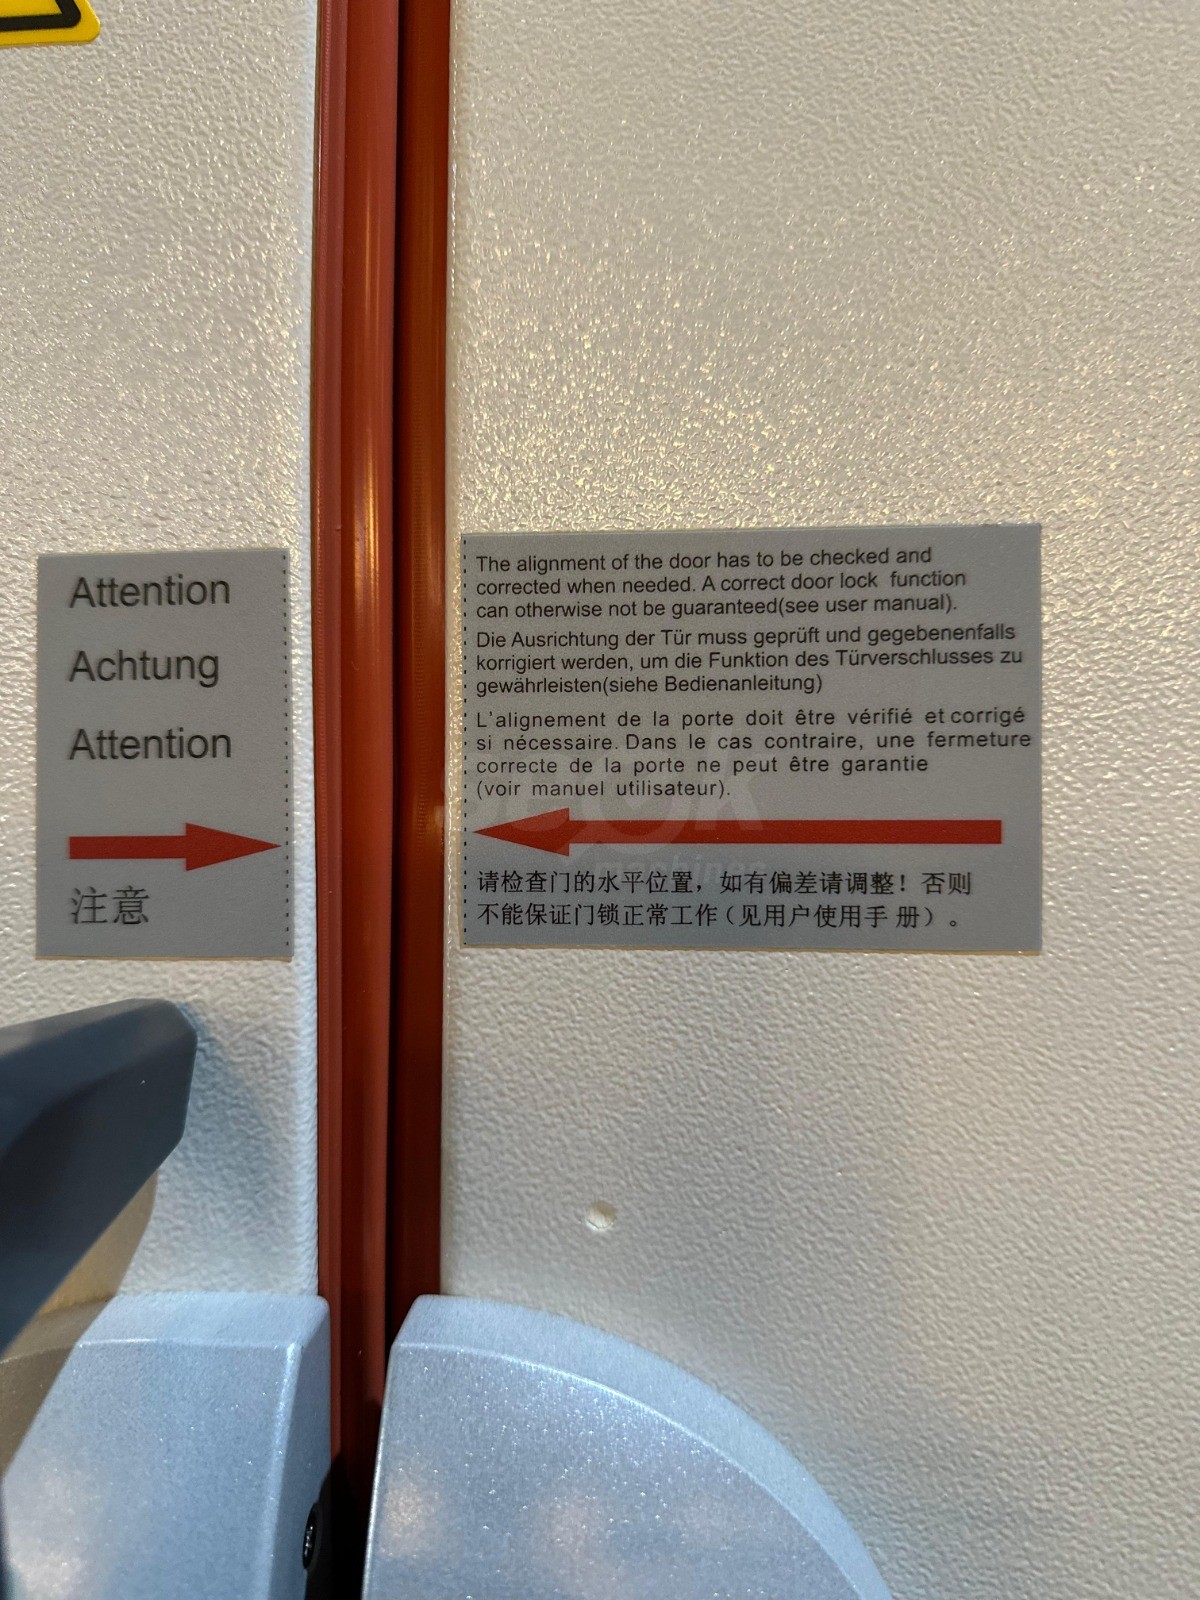 Attention
Achtung
Attention
注意
The alignment of the door has to be checked and
corrected when needed. A correct door lock function
can otherwise not be guaranteed(see user manual).
Die Ausrichtung der Tür muss geprüft und gegebenenfalls
korrigiert werden, um die Funktion des Türverschlusses zu
gewährleisten(siehe Bedienanleitung)
L'alignement de la porte doit être vérifié et corrigé
si nécessaire. Dans le cas contraire, une fermeture
correcte de la porte ne peut être garantie
(voir manuel utilisateur).
请检查门的水平位置，如有偏差请调整！否则
不能保证门锁正常工作（见用户使用手 册）。